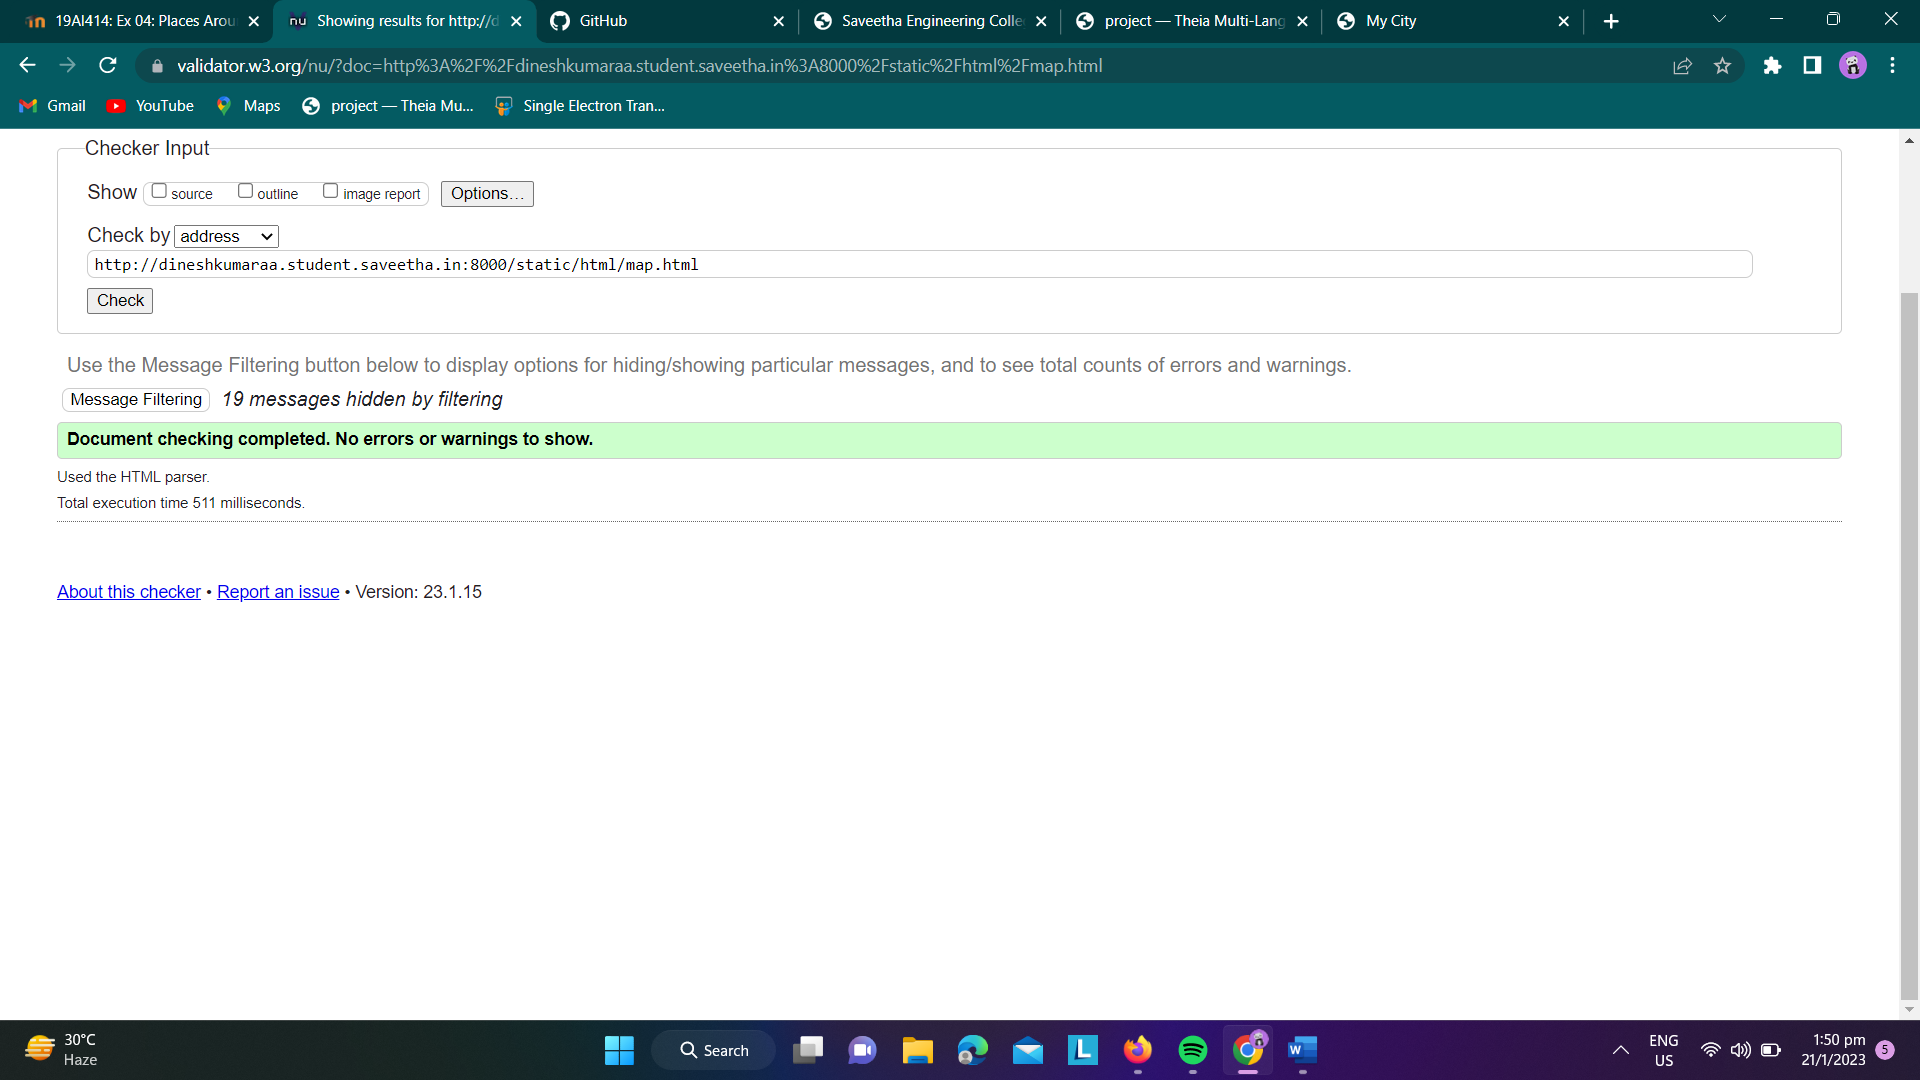 19AI414: Ex 04: Places Arou
Showing results for http://d
GitHub
Saveetha Engineering Colle
project — Theia Multi-Lang
My City
validator.w3.org/nu/?doc=http%3A%2F%2Fdineshkumaraa.student.saveetha.in%3A8000%2Fstatic%2Fhtml%2Fmap.html
Gmail
YouTube
Maps
project — Theia Mu...
Single Electron Tran...
Checker Input
Show source outline image report Options...
Check by address
http://dineshkumaraa.student.saveetha.in:8000/static/html/map.html
Check
Use the Message Filtering button below to display options for hiding/showing particular messages, and to see total counts of errors and warnings.
Message Filtering 19 messages hidden by filtering
Document checking completed. No errors or warnings to show.
Used the HTML parser.
Total execution time 511 milliseconds.
About this checker • Report an issue • Version: 23.1.15
30°C
Haze
Search
ENG
US
1:50 pm
21/1/2023
5